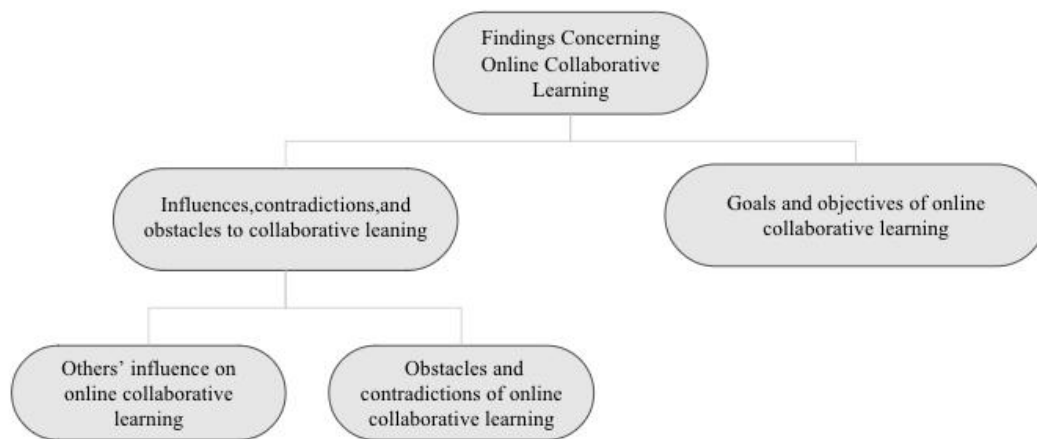 Findings Concerning
Online Collaborative
Learning
Influences,contradictions,and
obstacles to collaborative leaning
Goals and objectives of online
collaborative learning
Others’ influence on
online collaborative
learning
Obstacles and
contradictions of online
collaborative learning